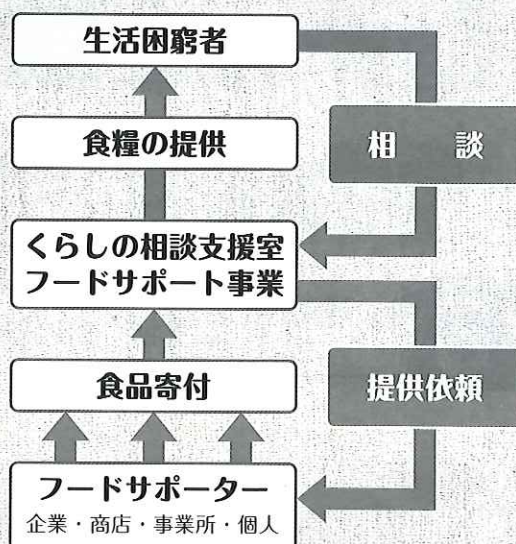 生活困窮者
食糧の提供
相談
くらしの相談支援室
フードサポート事業
食品寄付
提供依頼
フードサポーター
企業・商店・事業所・個人